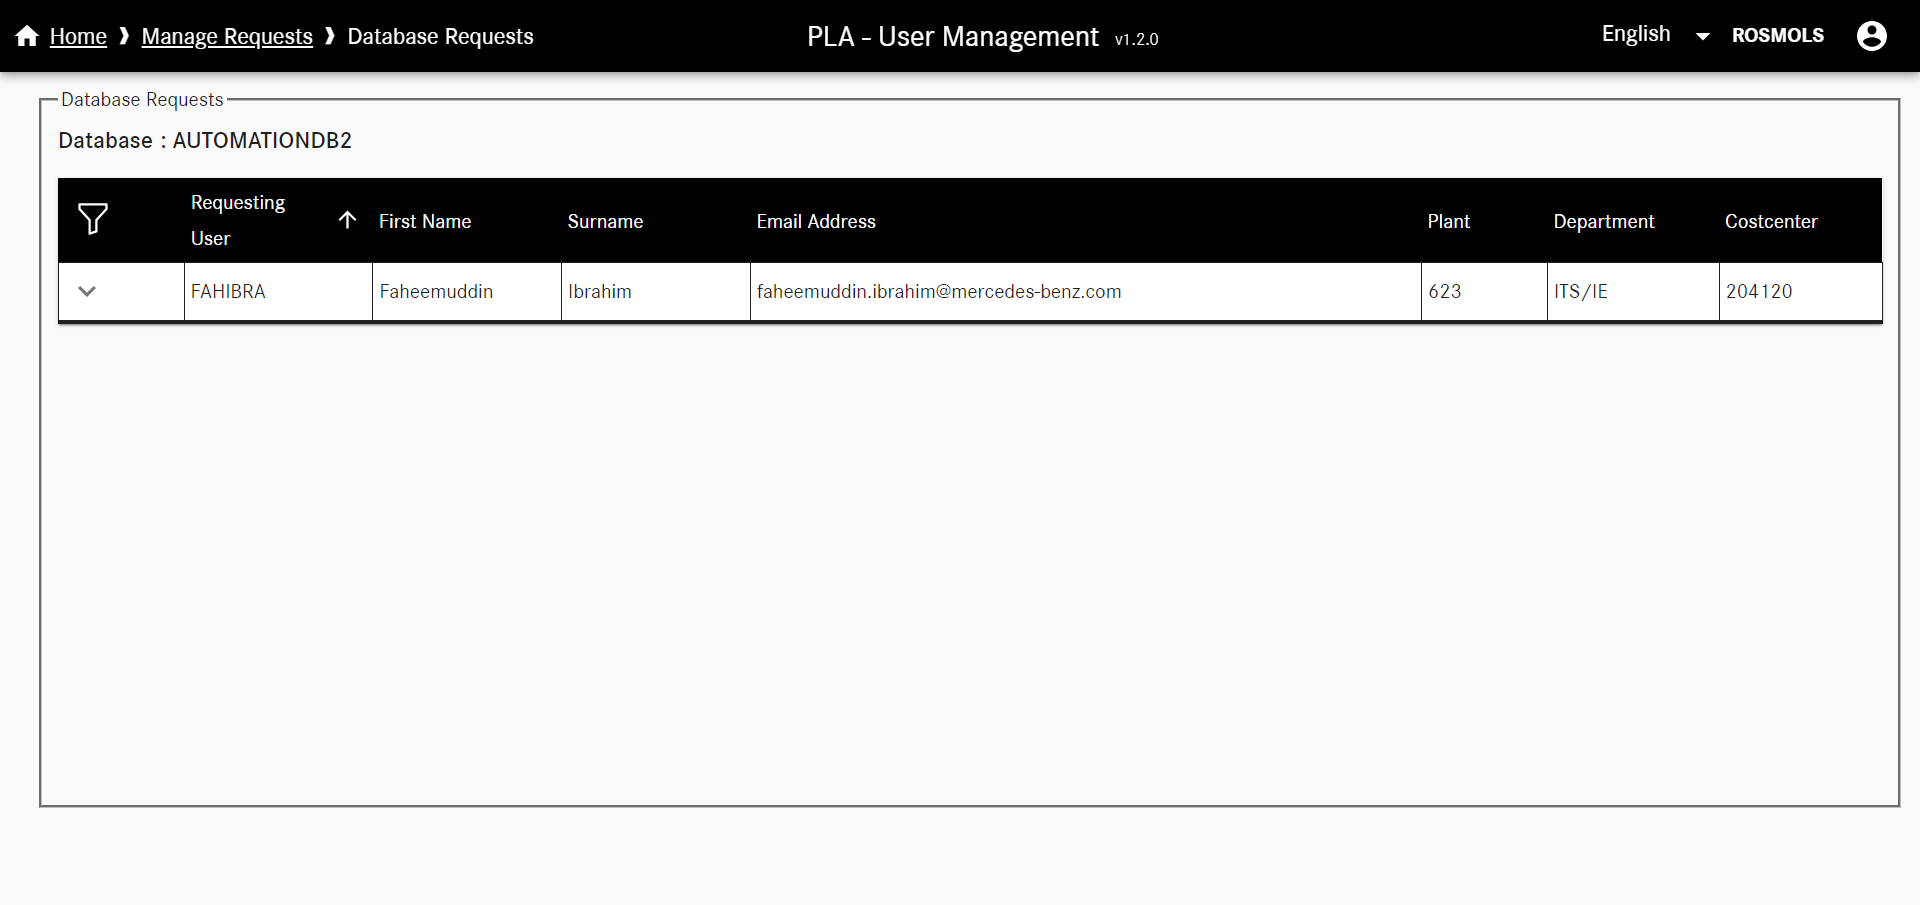 Home ❱ Manage Requests ❱ Database Requests
PLA - User Management v1.2.0
English
ROSMOLS
Database Requests
Database : AUTOMATIONDB2
Requesting User
First Name
Surname
Email Address
Plant
Department
Costcenter
FAHIBRA
Faheemuddin
Ibrahim
faheemuddin.ibrahim@mercedes-benz.com
623
ITS/IE
204120